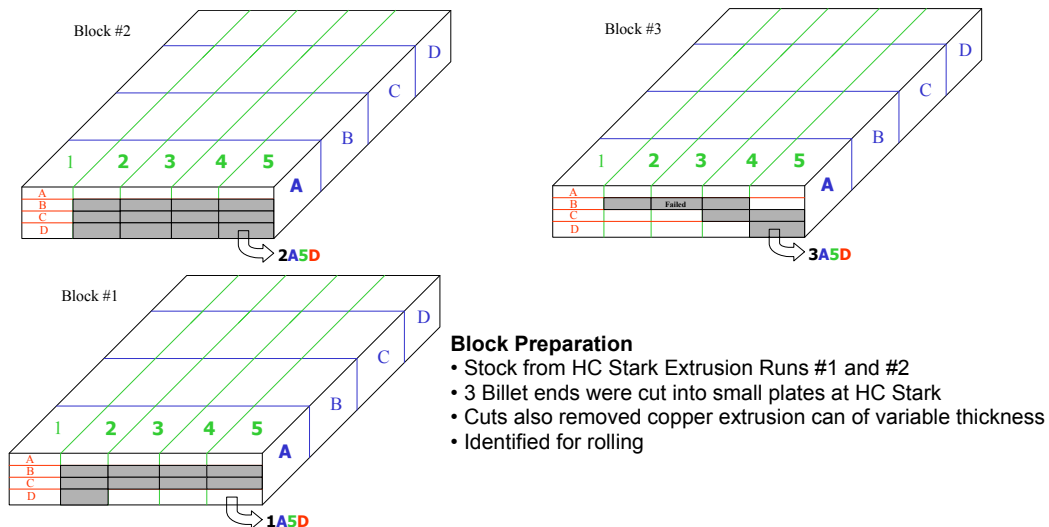 Block #2
D
C
B
1 2 3 4 5
A
A
B
C
D
2A5D
Block #3
D
C
B
1 2 3 4 5
A
A
B Failed
C
D
3A5D
Block #1
D
C
B
1 2 3 4 5
A
A
B
C
D
1A5D
Block Preparation
• Stock from HC Stark Extrusion Runs #1 and #2
• 3 Billet ends were cut into small plates at HC Stark
• Cuts also removed copper extrusion can of variable thickness
• Identified for rolling